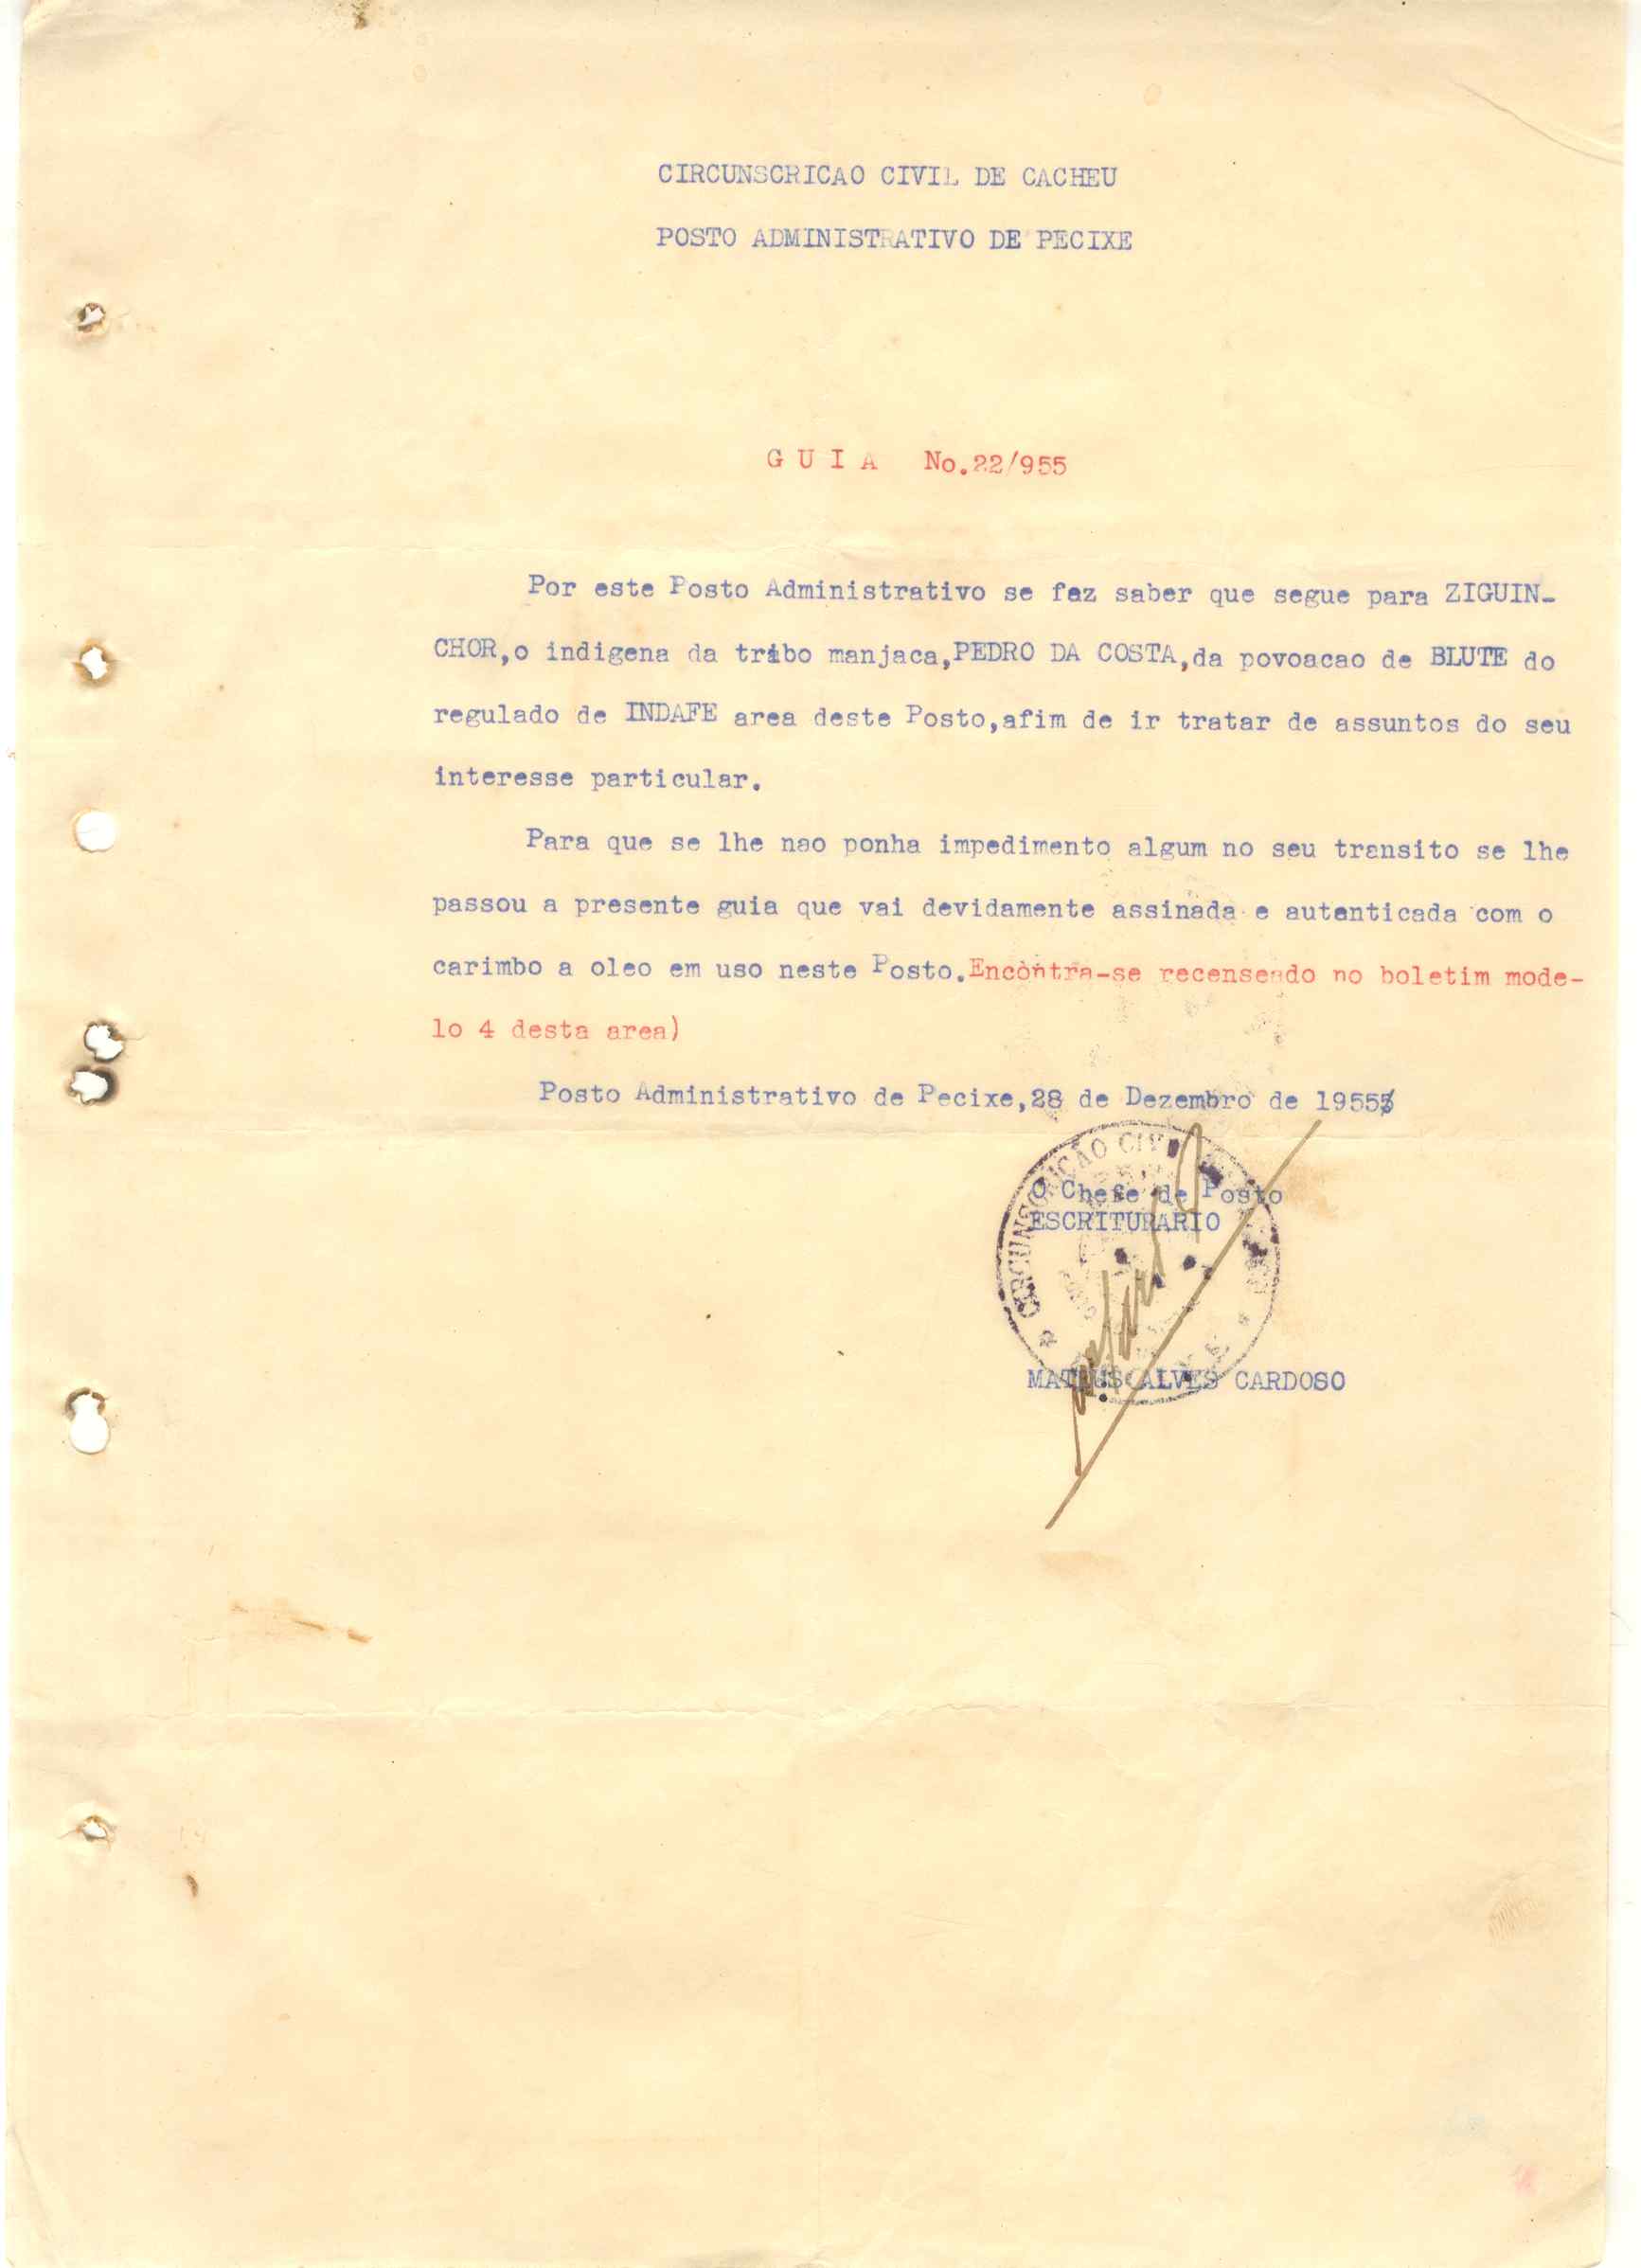 CIRCUNSCRICAO CIVIL DE CACHEU
POSTO ADMINISTRATIVO DE PECIXE
G U I A No.22/955
Por este Posto Administrativo se faz saber que segue para ZIGUIN-
CHOR,o indigena da tribo manjaca,PEDRO DA COSTA,da povoacao de BLUTE do
regulado de INDAFE area deste Posto,afim de ir tratar de assuntos do seu
interesse particular.
Para que se lhe nao ponha impedimento algum no seu transito se lhe
passou a presente guia que vai devidamente assinada e autenticada com o
carimbo a oleo em uso neste Posto.Encontra-se recenseado no boletim mode-
lo 4 desta area)
Posto Administrativo de Pecixe,28 de Dezembro de 1955
CIRCUNSCRIÇÃO CIVIL
O Chefe de Posto
ESCRITURARIO
MATEUS ALVES CARDOSO